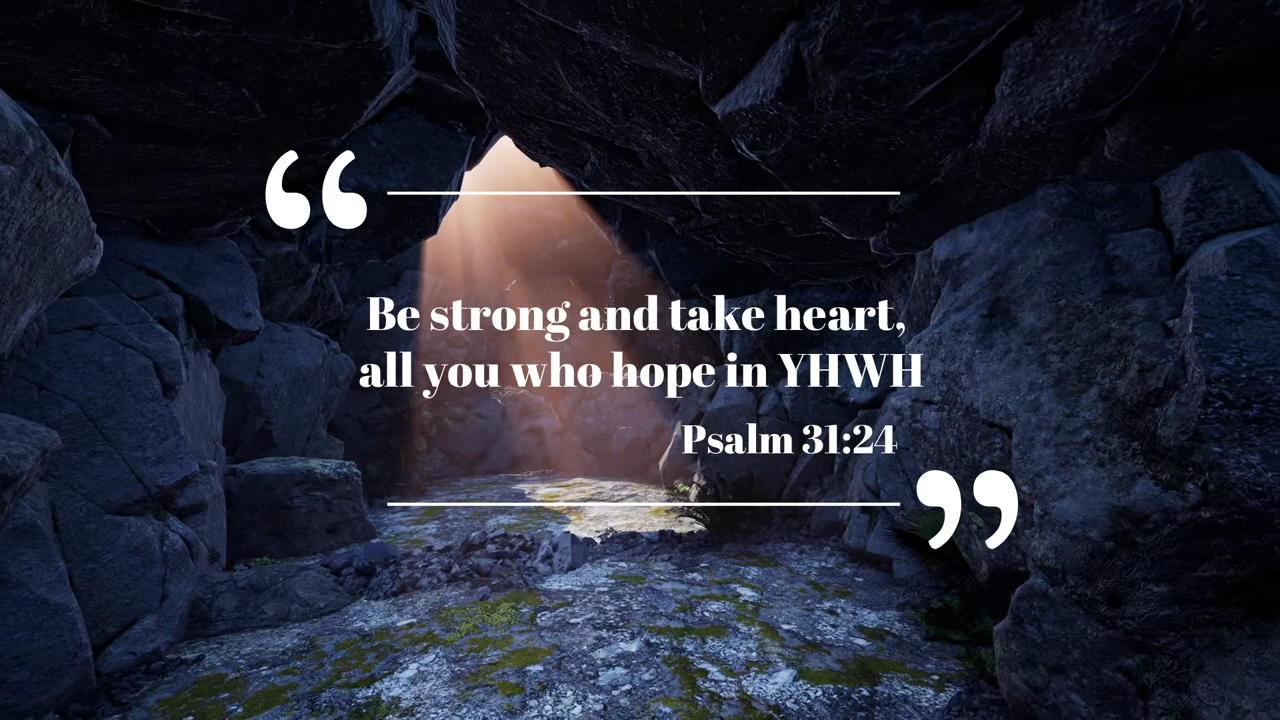 “
Be strong and take heart,
all you who hope in YHWH
Psalm 31:24
”